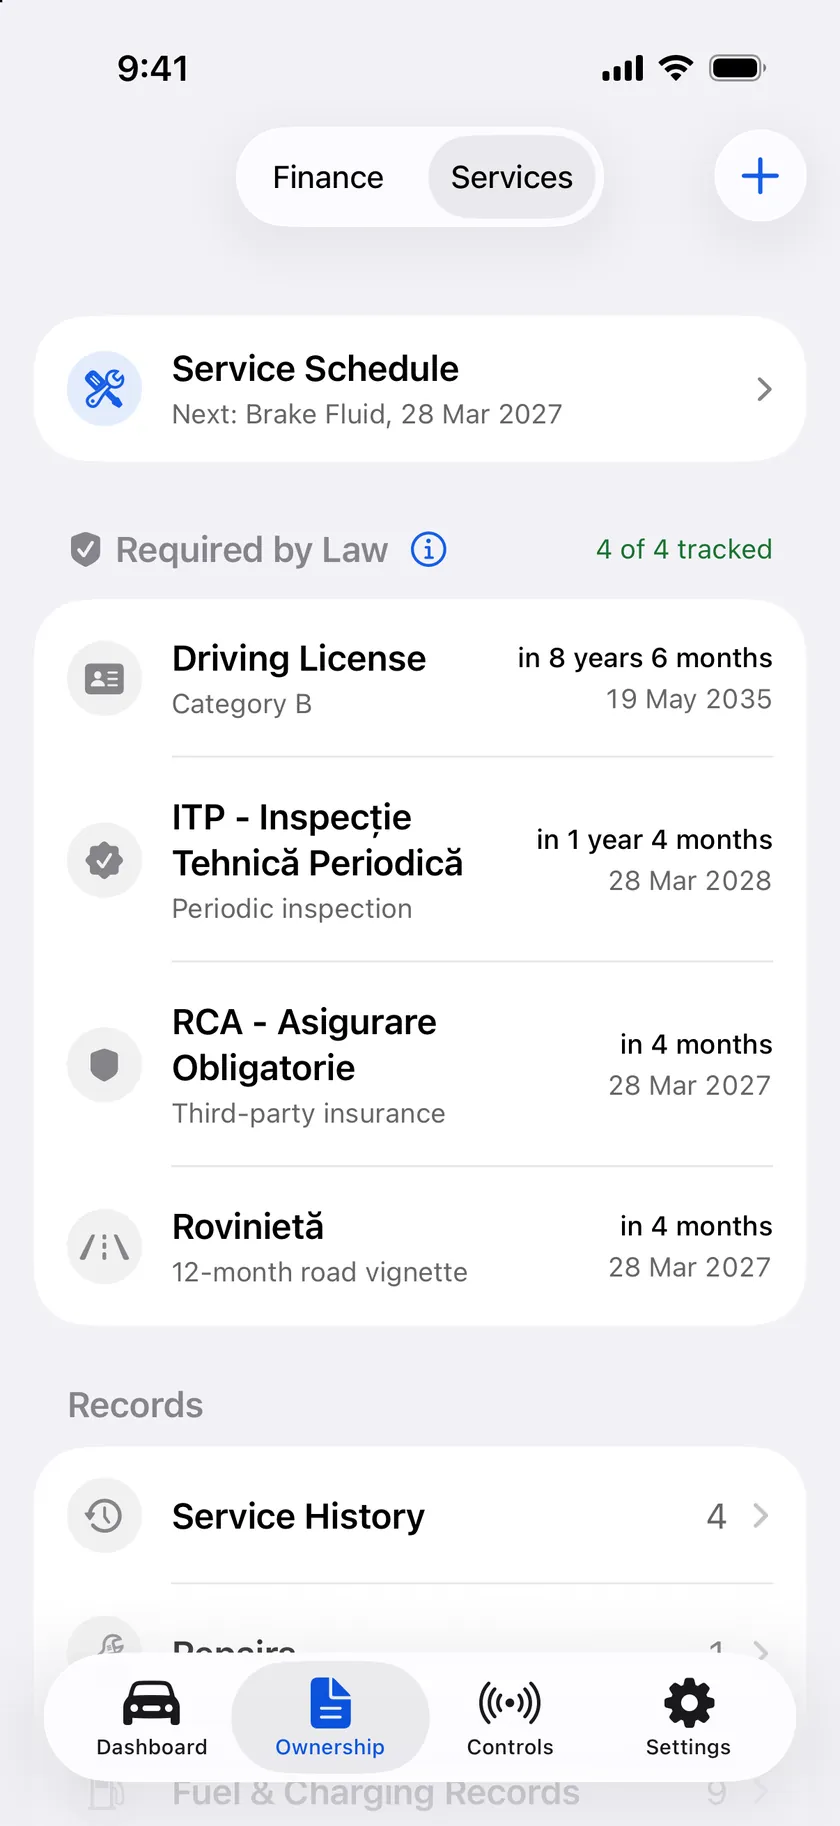 9:41
Finance
Services
Service Schedule
Next: Brake Fluid, 28 Mar 2027
Required by Law
4 of 4 tracked
Driving License
Category B
in 8 years 6 months
19 May 2035
ITP - Inspecție
Tehnică Periodică
Periodic inspection
in 1 year 4 months
28 Mar 2028
RCA - Asigurare
Obligatorie
Third-party insurance
in 4 months
28 Mar 2027
Rovinietă
12-month road vignette
in 4 months
28 Mar 2027
Records
Service History
4
Repairs
1
Dashboard
Ownership
Controls
Settings
Fuel & Charging Records
9